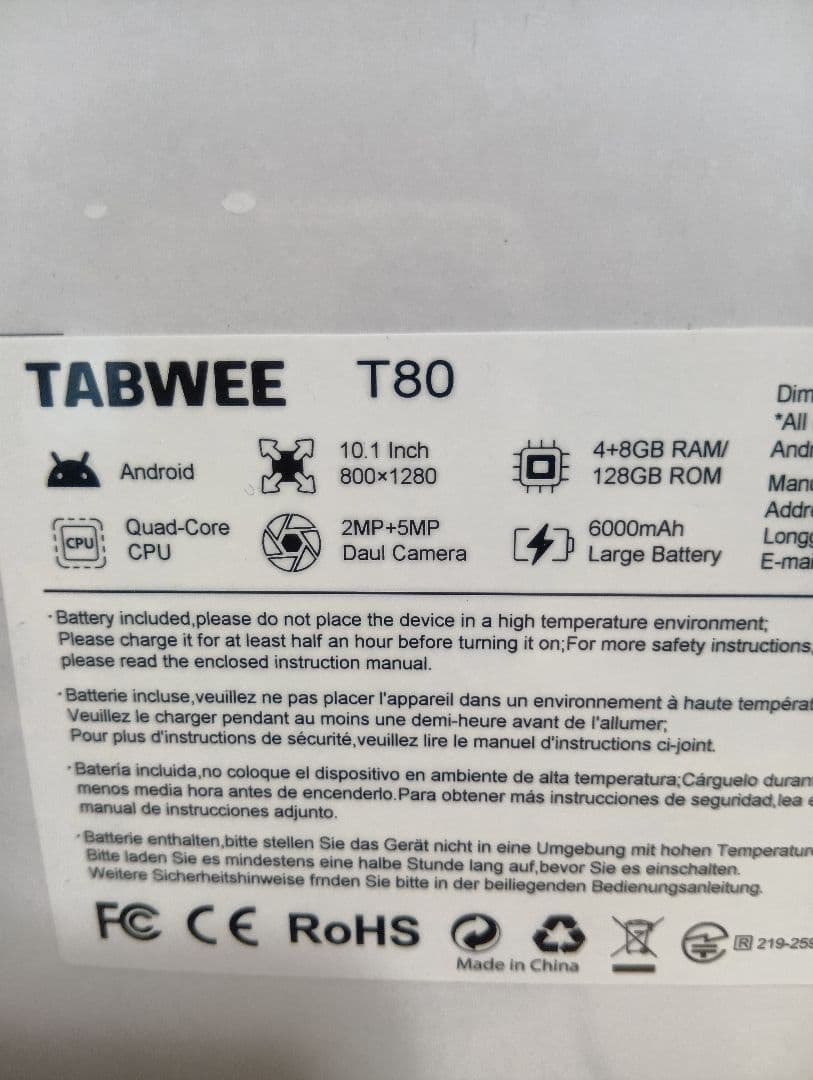 TABWEE T80
Android
10.1 Inch
800×1280
4+8GB RAM/
128GB ROM
CPU
Quad-Core
CPU
2MP+5MP
Daul Camera
6000mAh
Large Battery
Dim
*All
Andr
Manu
Addre
Longg
E-mai
·Battery included,please do not place the device in a high temperature environment;
Please charge it for at least half an hour before turning it on;For more safety instructions,
please read the enclosed instruction manual.
·Batterie incluse,veuillez ne pas placer l'appareil dans un environnement à haute températ
Veuillez le charger pendant au moins une demi-heure avant de l'allumer;
Pour plus d'instructions de sécurité,veuillez lire le manuel d'instructions ci-joint.
·Bateria incluida,no coloque el dispositivo en ambiente de alta temperatura;Cárguelo duran
menos media hora antes de encenderlo.Para obtener más instrucciones de seguridad,lea e
manual de instrucciones adjunto.
·Batterie enthalten,bitte stellen Sie das Gerät nicht in eine Umgebung mit hohen Temperatur
Bitte laden Sie es mindestens eine halbe Stunde lang auf,bevor Sie es einschalten.
Weitere Sicherheitshinweise frnden Sie bitte in der beiliegenden Bedienungsanleitung.
FC CE RoHS
R 219-259
Made in China